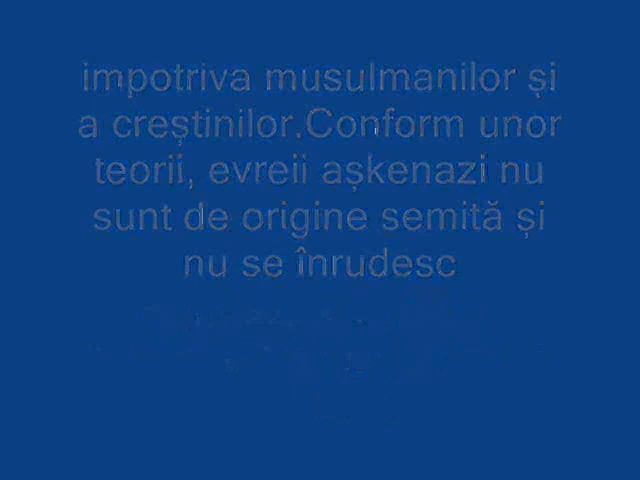 impotriva musulmanilor și
a creștinilor.Conform unor
teorii, evreii așkenazi nu
sunt de origine semită și
nu se înrudesc